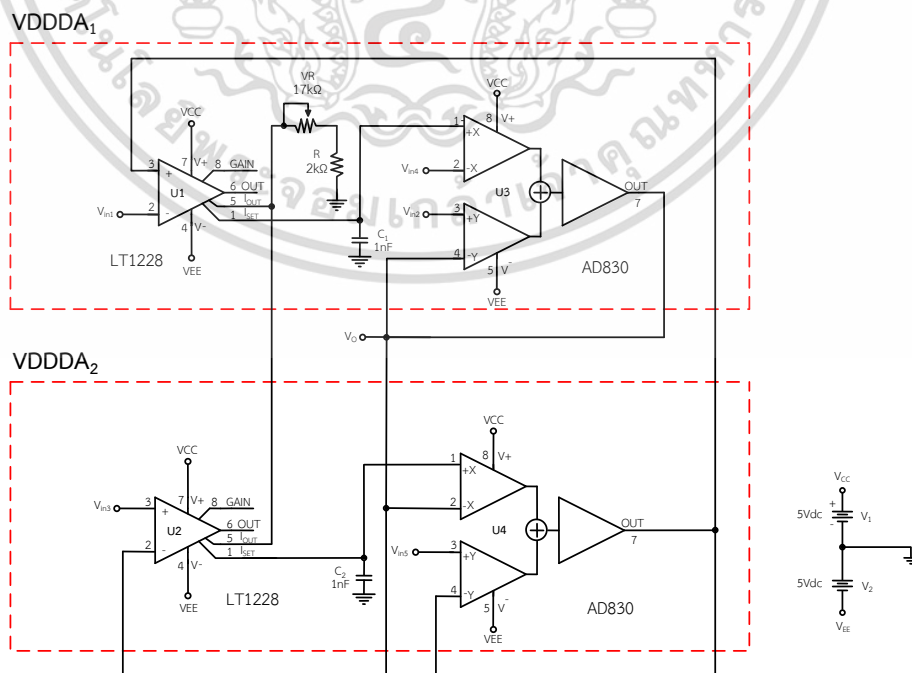 VDDDA1
VCC
VR
17kΩ
R
2kΩ
3
+
7
V+
8
GAIN
U1
6
OUT
5
IOUT
1
ISET
Vin1
2
-
4
V-
VEE
LT1228
C1
1nF
VCC
8
V+
1
+X
Vin4
2
-X
U3
Vin2
3
+Y
4
-Y
5
V-
VEE
OUT
7
AD830
VO
VDDDA2
VCC
Vin3
3
+
7
V+
8
GAIN
U2
6
OUT
5
IOUT
1
ISET
2
-
4
V-
VEE
LT1228
C2
1nF
VCC
8
V+
1
+X
2
-X
U4
Vin5
3
+Y
4
-Y
5
V-
VEE
OUT
7
AD830
VCC
5Vdc
+
-
V1
5Vdc
V2
VEE